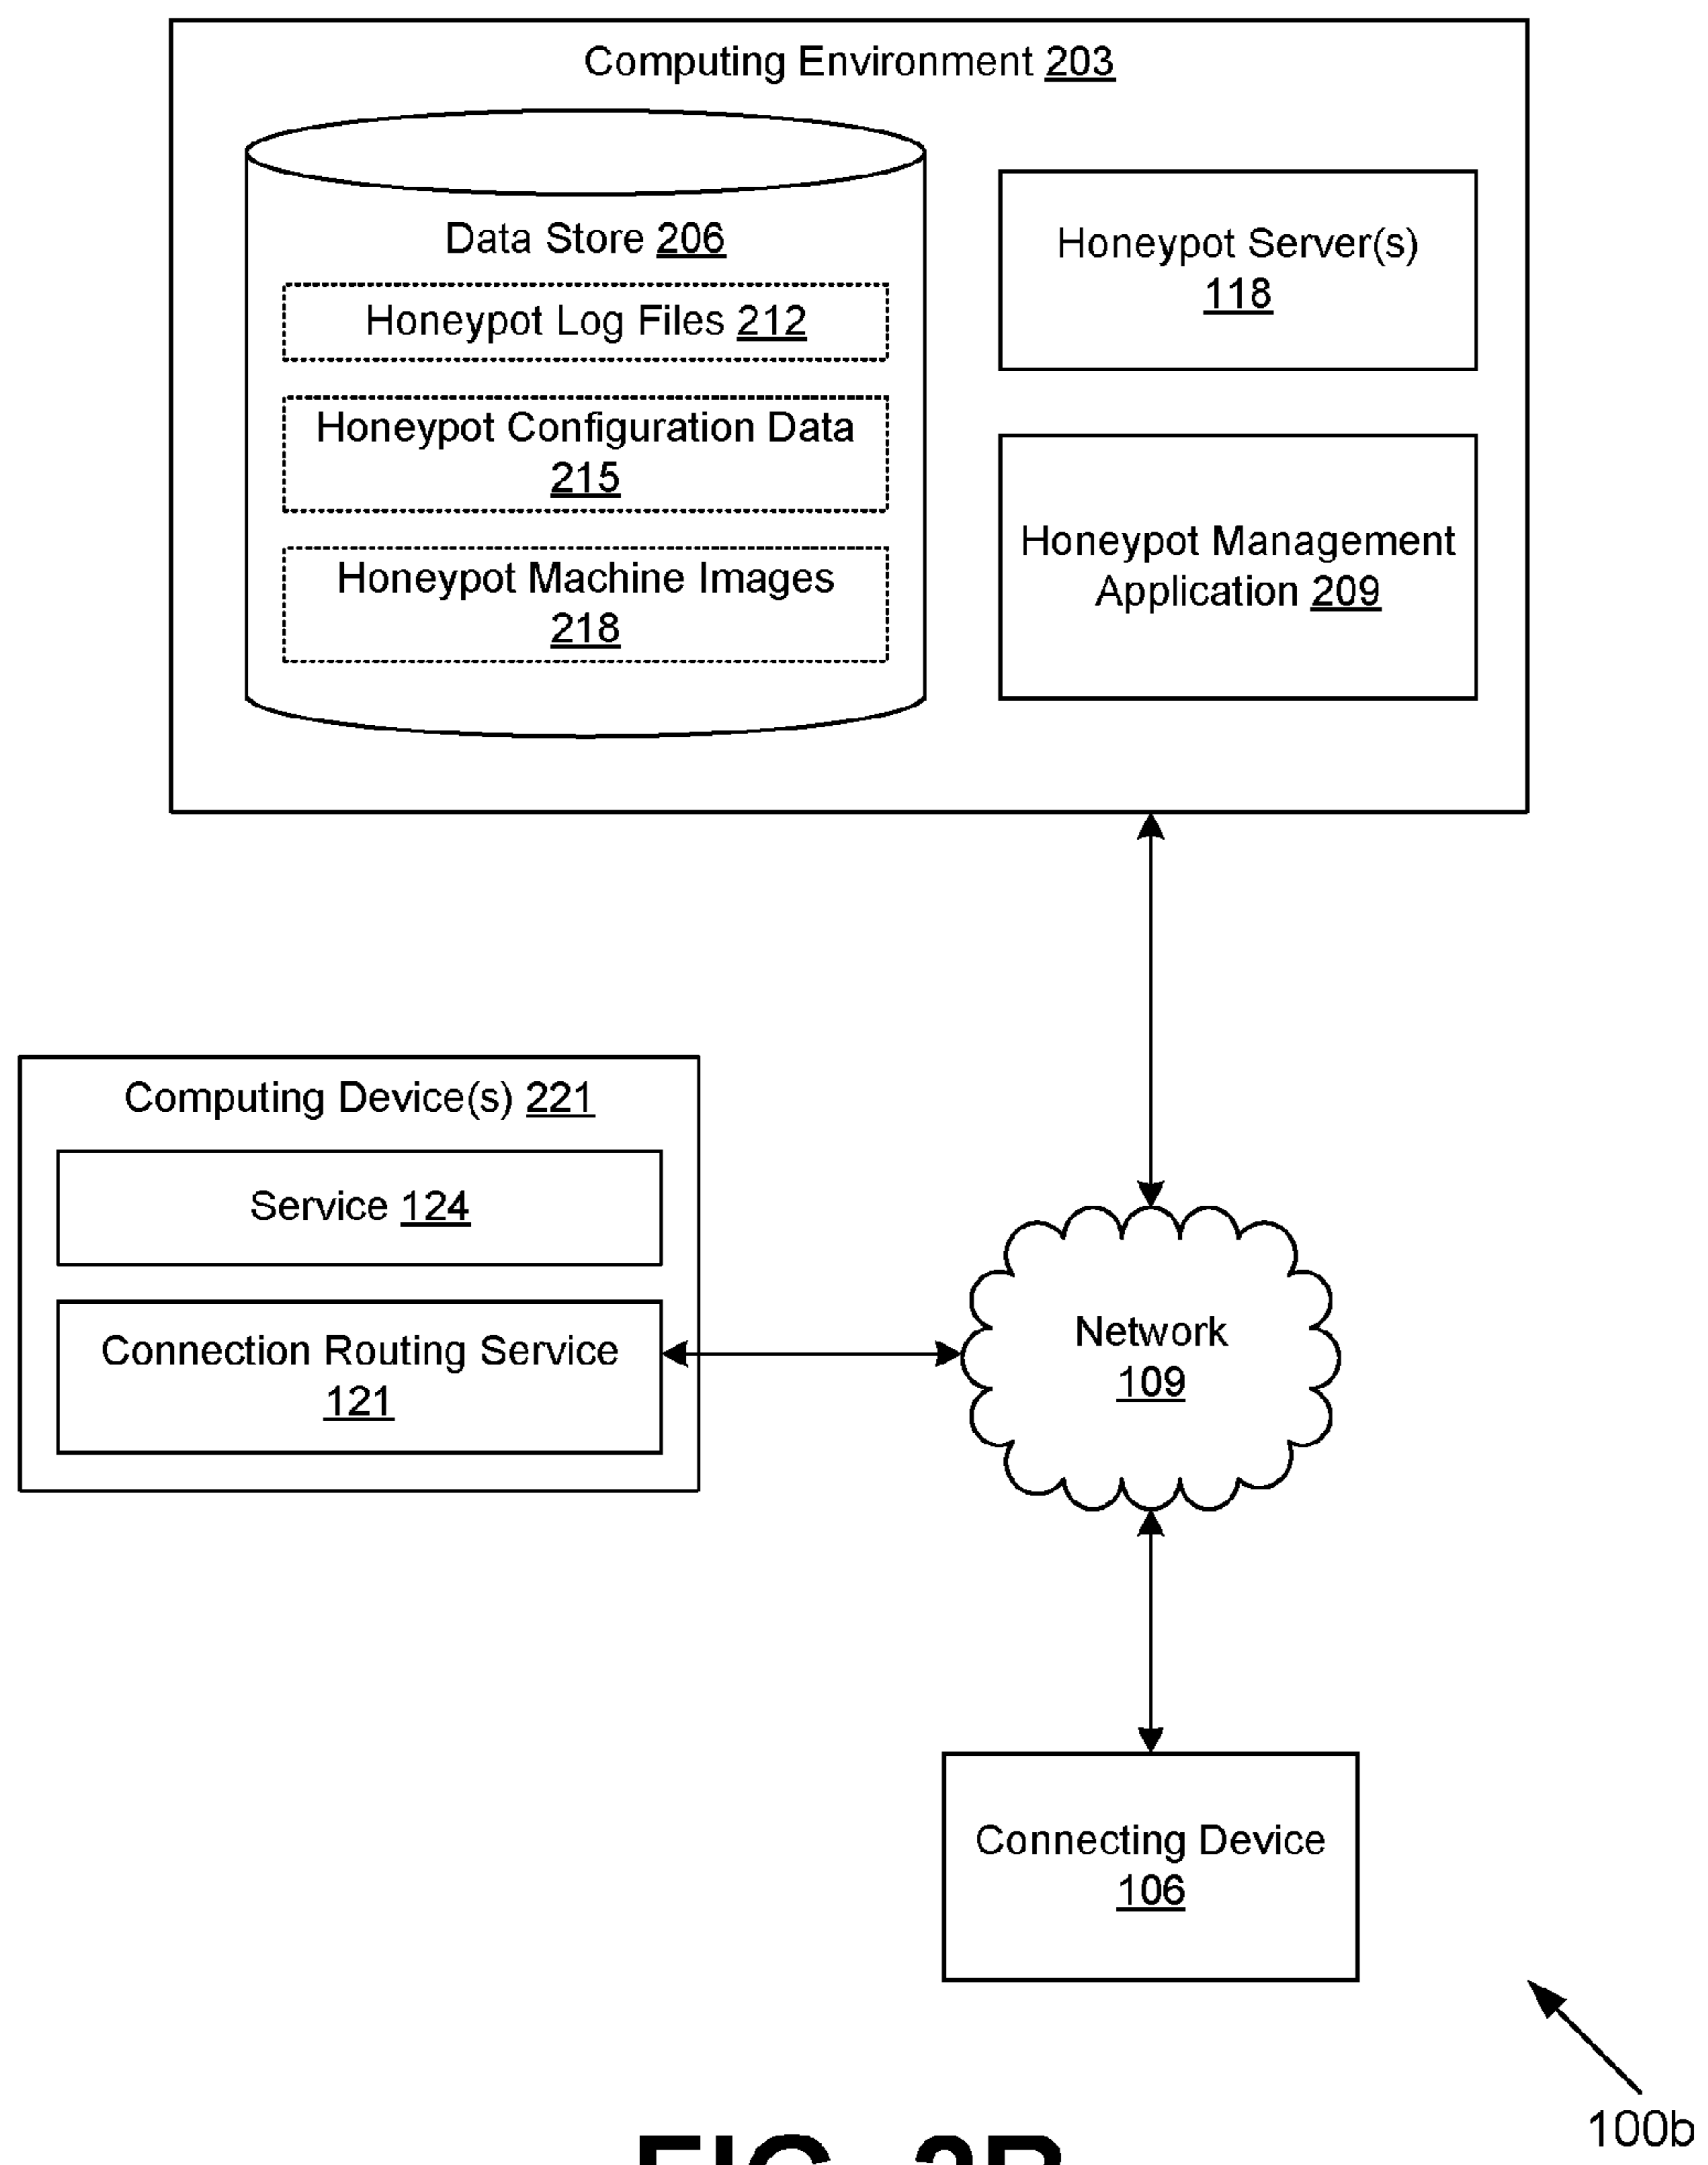 Computing Environment 203
Data Store 206
Honeypot Log Files 212
Honeypot Configuration Data
215
Honeypot Machine Images
218
Honeypot Server(s)
118
Honeypot Management
Application 209
Computing Device(s) 221
Service 124
Connection Routing Service
121
Network
109
Connecting Device
106
100b